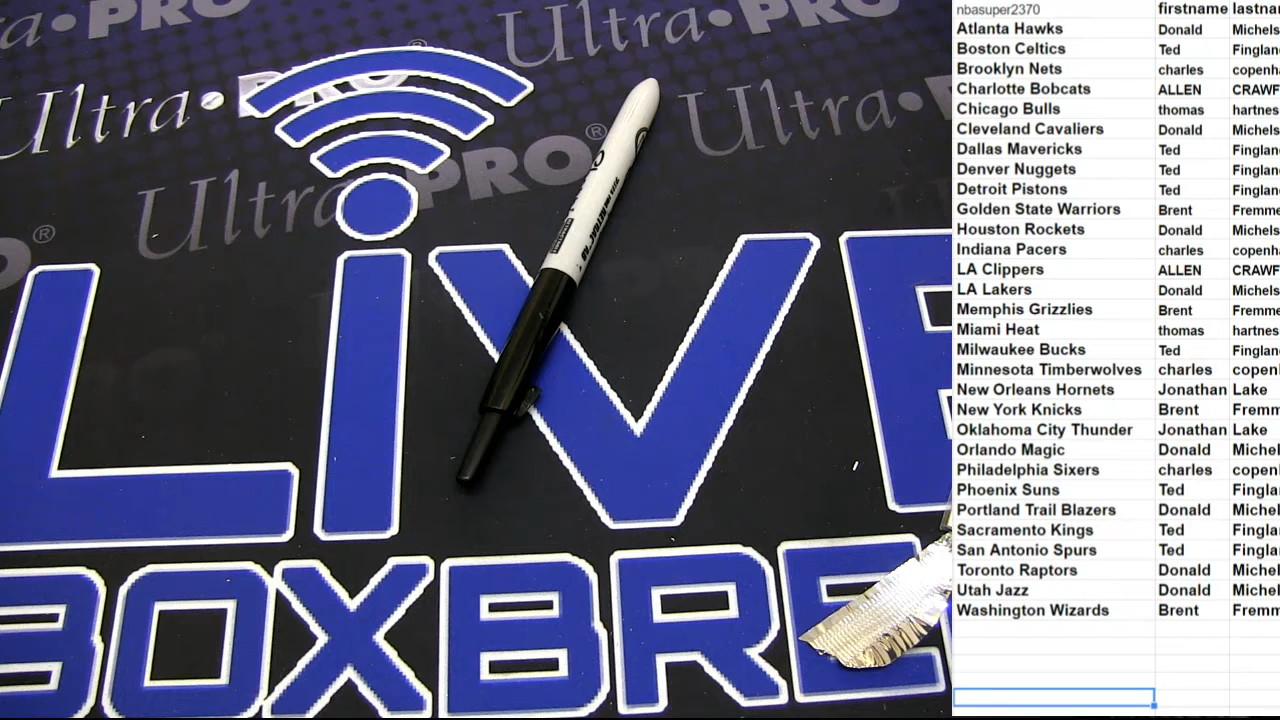 Ultra•PRO®
Ultra•PRO®
Ultra•PRO®
Ultra•
Ultra•PRO®
LIVE
BOXBRE
nbasuper2370 firstname lastna
Atlanta Hawks Donald Michels
Boston Celtics Ted Finglan
Brooklyn Nets charles copenh
Charlotte Bobcats ALLEN CRAWF
Chicago Bulls thomas hartnes
Cleveland Cavaliers Donald Michels
Dallas Mavericks Ted Finglan
Denver Nuggets Ted Finglan
Detroit Pistons Ted Finglan
Golden State Warriors Brent Fremme
Houston Rockets Donald Michels
Indiana Pacers charles copenh
LA Clippers ALLEN CRAWF
LA Lakers Donald Michels
Memphis Grizzlies Brent Fremme
Miami Heat thomas hartnes
Milwaukee Bucks Ted Finglan
Minnesota Timberwolves charles copenl
New Orleans Hornets Jonathan Lake
New York Knicks Brent Fremm
Oklahoma City Thunder Jonathan Lake
Orlando Magic Donald Michel
Philadelphia Sixers charles copenl
Phoenix Suns Ted Fingla
Portland Trail Blazers Donald Michel
Sacramento Kings Ted Fingla
San Antonio Spurs Ted Fingla
Toronto Raptors Donald Michel
Utah Jazz Donald Michel
Washington Wizards Brent Fremm